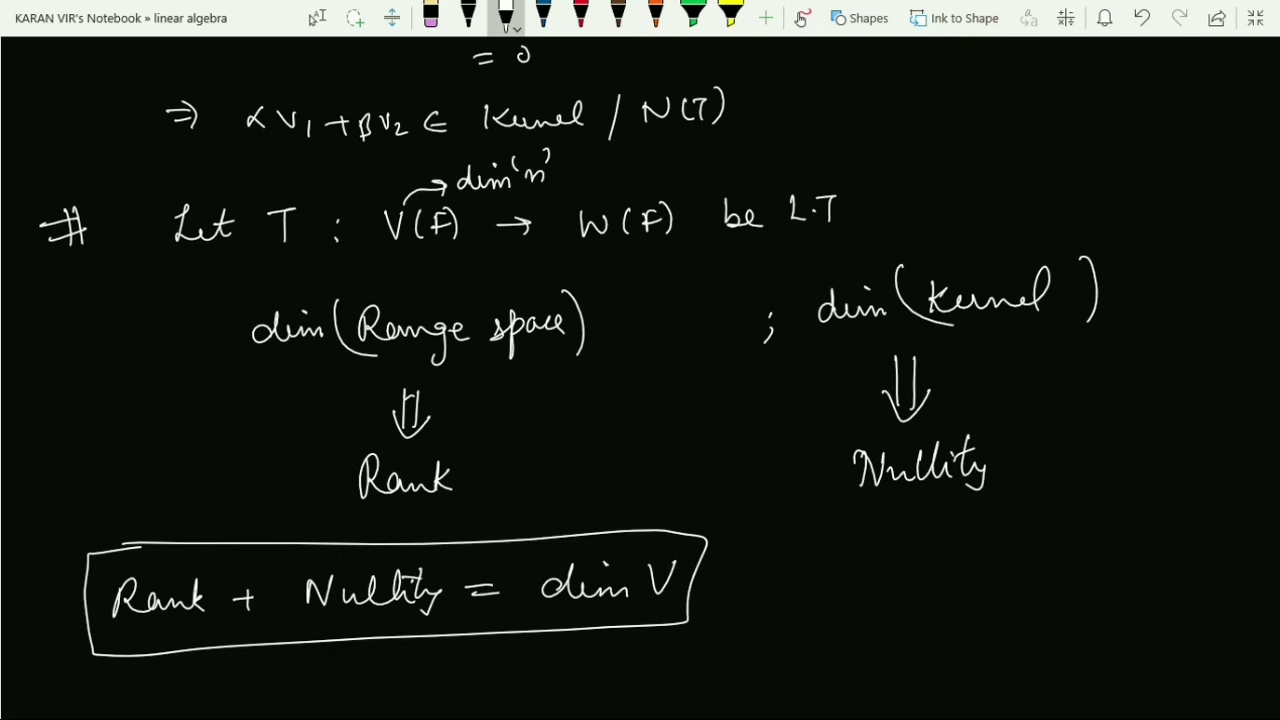 KARAN VIR's Notebook » linear algebra
Shapes
Ink to Shape
= 0
⇒ αv₁ + βv₂ ∈ Kernel / N(T)
dim 'n'
# Let T : V(F) → W(F) be L.T
dim(Range space) ; dim(Kernel)
⇓ ⇓
Rank Nullity
Rank + Nullity = dim V